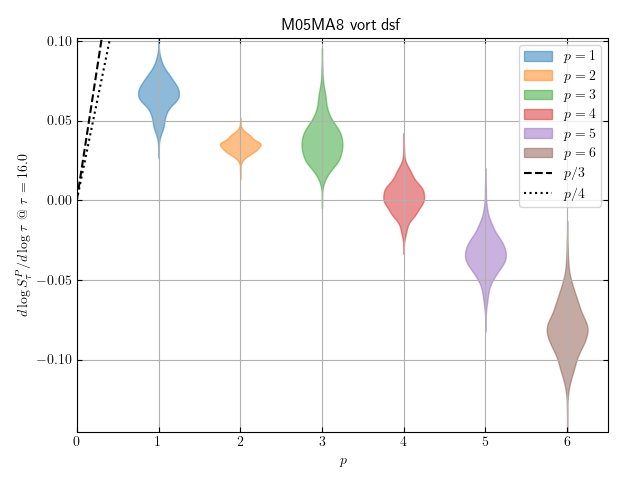 M05MA8 vort dsf
d log S_τ^P / d log τ @ τ = 16.0
0.10
0.05
0.00
−0.05
−0.10
0 1 2 3 4 5 6
p
p = 1
p = 2
p = 3
p = 4
p = 5
p = 6
p/3
p/4